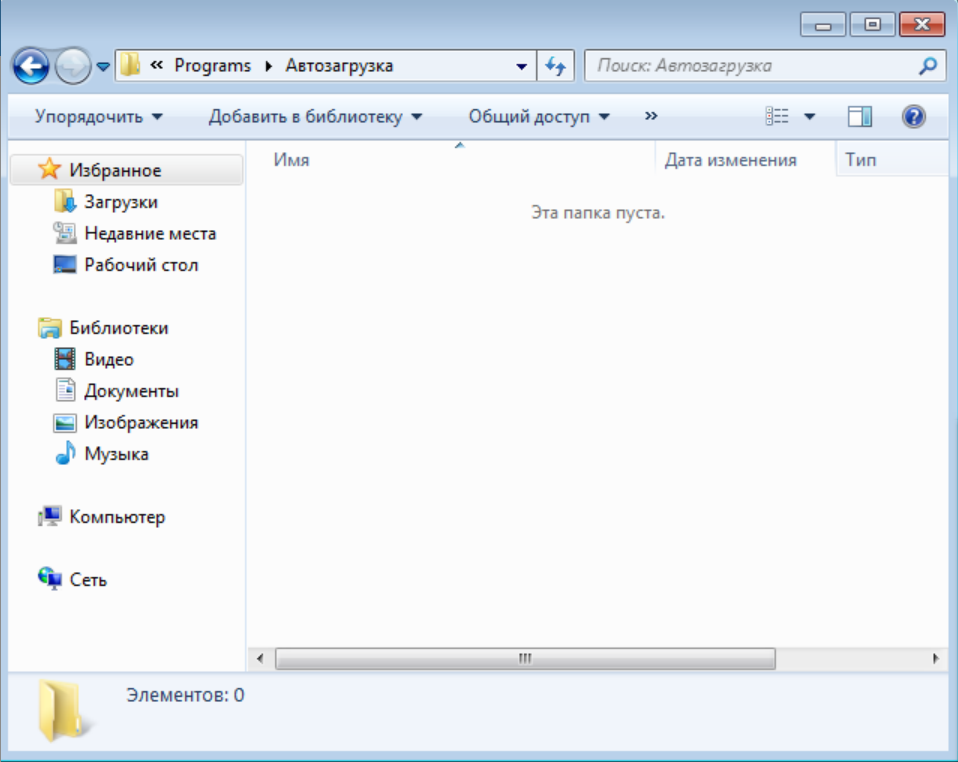 « Programs Автозагрузка
Поиск: Автозагрузка
Упорядочить Добавить в библиотеку Общий доступ »
Имя Дата изменения Тип
Эта папка пуста.
Избранное
Загрузки
Недавние места
Рабочий стол
Библиотеки
Видео
Документы
Изображения
Музыка
Компьютер
Сеть
Элементов: 0